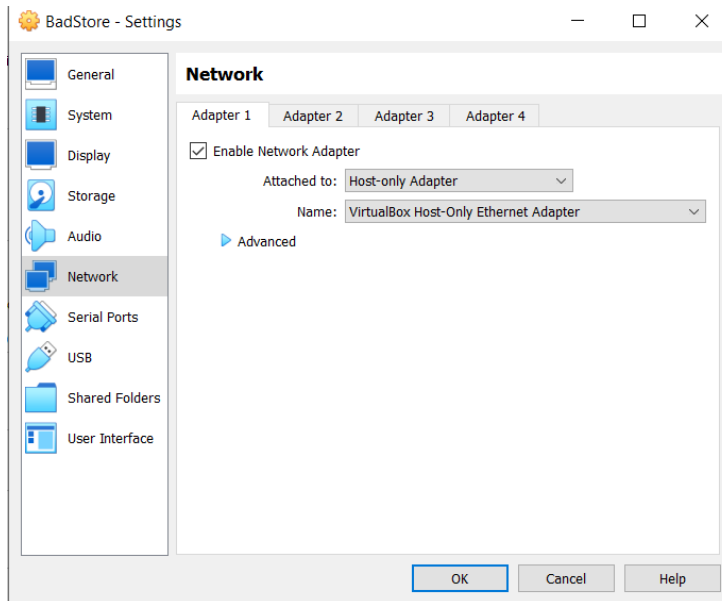 BadStore - Settings
General
System
Display
Storage
Audio
Network
Serial Ports
USB
Shared Folders
User Interface
Network
Adapter 1 Adapter 2 Adapter 3 Adapter 4
Enable Network Adapter
Attached to: Host-only Adapter
Name: VirtualBox Host-Only Ethernet Adapter
Advanced
OK Cancel Help